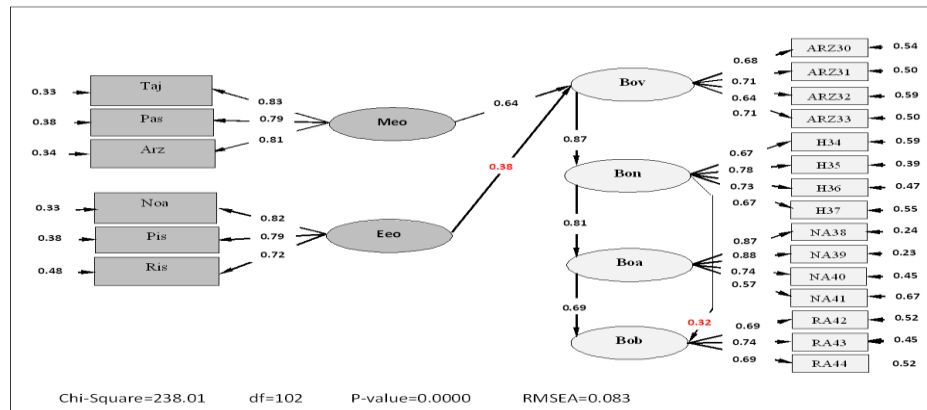 0.33 Taj 0.83
0.38 Pas 0.79
0.34 Arz 0.81
Meo
0.64
0.33 Noa 0.82
0.38 Pis 0.79
0.48 Ris 0.72
Eeo
0.38
Bov
0.87
Bon
0.81
Boa
0.69
0.32
Bob
0.68 ARZ30 0.54
0.71 ARZ31 0.50
0.64 ARZ32 0.59
0.71 ARZ33 0.50
0.67 H34 0.59
0.78 H35 0.39
0.73 H36 0.47
0.67 H37 0.55
0.87 NA38 0.24
0.88 NA39 0.23
0.74 NA40 0.45
0.57 NA41 0.67
0.69 RA42 0.52
0.74 RA43 0.45
0.69 RA44 0.52
Chi-Square=238.01 df=102 P-value=0.0000 RMSEA=0.083